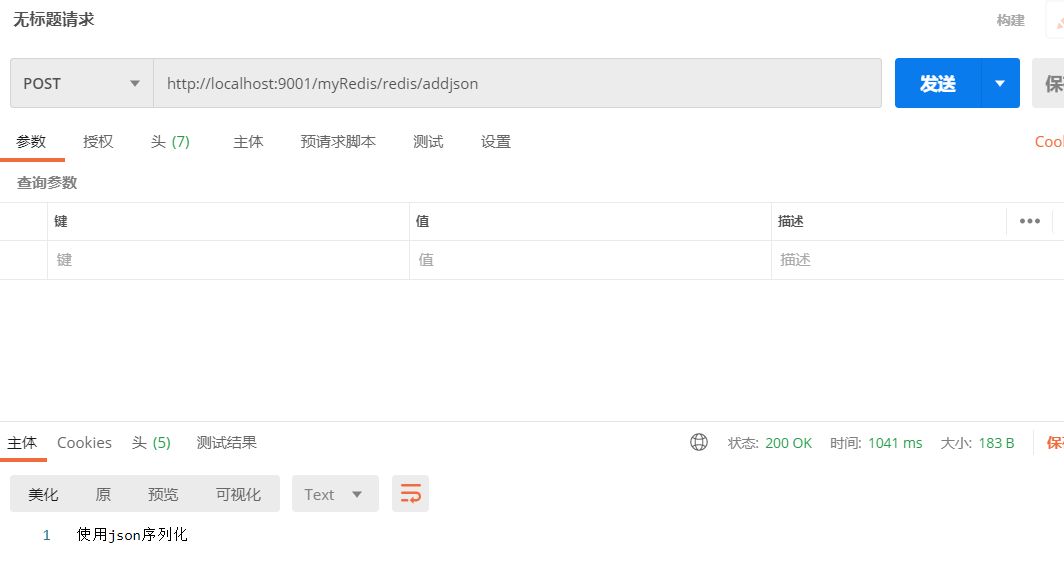 无标题请求 构建
POST http://localhost:9001/myRedis/redis/addjson 发送
参数 授权 头 (7) 主体 预请求脚本 测试 设置
查询参数
键 值 描述
键 值 描述
主体 Cookies 头 (5) 测试结果 状态: 200 OK 时间: 1041 ms 大小: 183 B
美化 原 预览 可视化 Text
1 使用json序列化